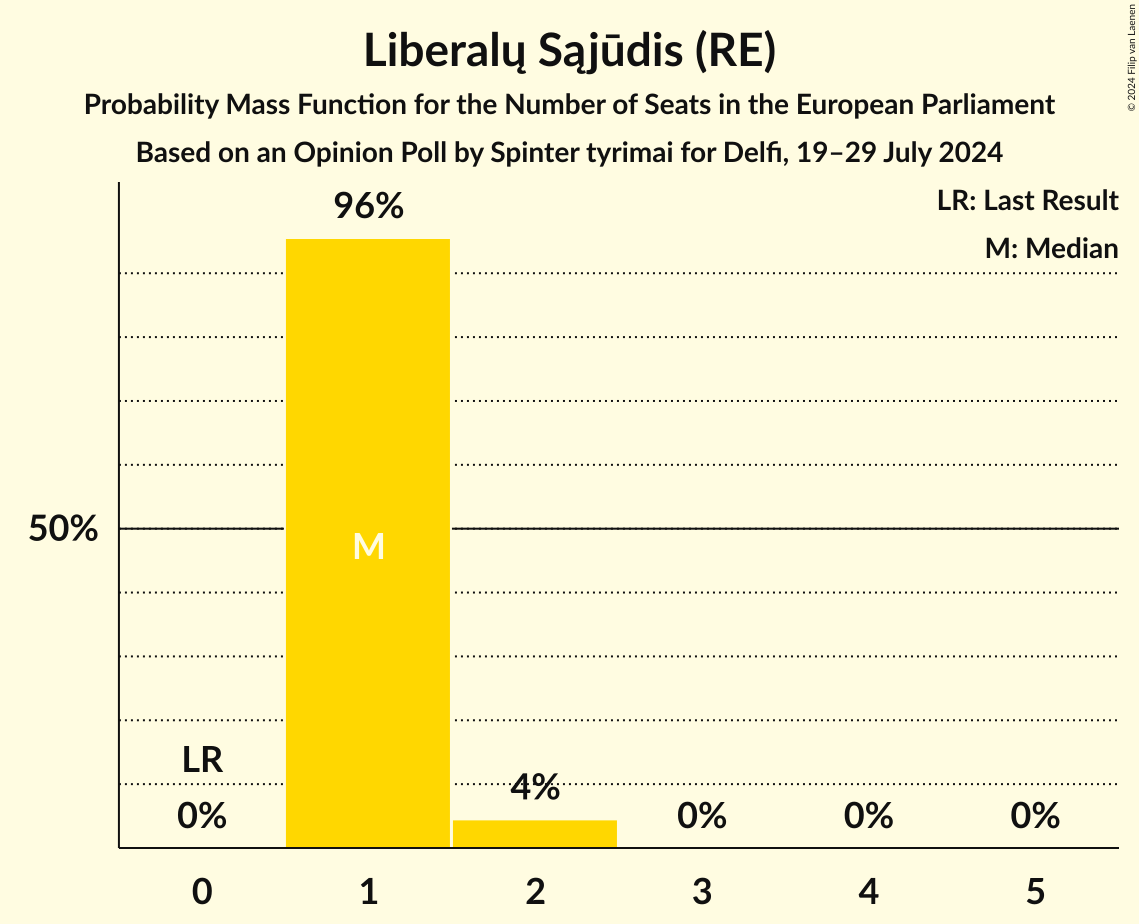 Liberalų Sąjūdis (RE)
Probability Mass Function for the Number of Seats in the European Parliament
Based on an Opinion Poll by Spinter tyrimai for Delfi, 19–29 July 2024
© 2024 Filip van Laenen
LR: Last Result
M: Median
96%
50%
M
LR
0%
4%
0%
0%
0%
0 1 2 3 4 5